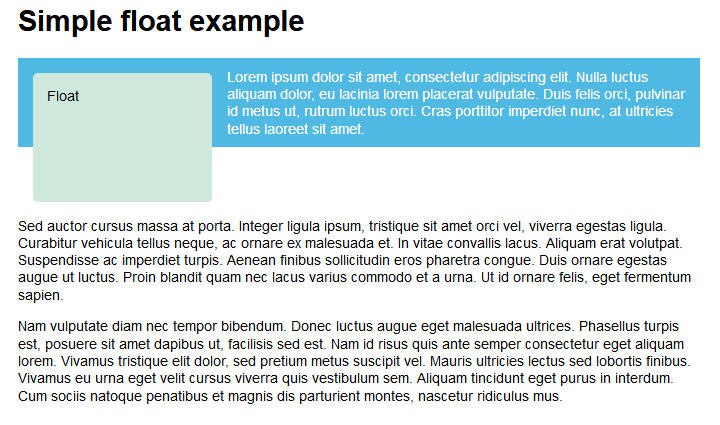 Simple float example
Float
Lorem ipsum dolor sit amet, consectetur adipiscing elit. Nulla luctus
aliquam dolor, eu lacinia lorem placerat vulputate. Duis felis orci, pulvinar
id metus ut, rutrum luctus orci. Cras porttitor imperdiet nunc, at ultricies
tellus laoreet sit amet.
Sed auctor cursus massa at porta. Integer ligula ipsum, tristique sit amet orci vel, viverra egestas ligula.
Curabitur vehicula tellus neque, ac ornare ex malesuada et. In vitae convallis lacus. Aliquam erat volutpat.
Suspendisse ac imperdiet turpis. Aenean finibus sollicitudin eros pharetra congue. Duis ornare egestas
augue ut luctus. Proin blandit quam nec lacus varius commodo et a urna. Ut id ornare felis, eget fermentum
sapien.
Nam vulputate diam nec tempor bibendum. Donec luctus augue eget malesuada ultrices. Phasellus turpis
est, posuere sit amet dapibus ut, facilisis sed est. Nam id risus quis ante semper consectetur eget aliquam
lorem. Vivamus tristique elit dolor, sed pretium metus suscipit vel. Mauris ultricies lectus sed lobortis finibus.
Vivamus eu urna eget velit cursus viverra quis vestibulum sem. Aliquam tincidunt eget purus in interdum.
Cum sociis natoque penatibus et magnis dis parturient montes, nascetur ridiculus mus.